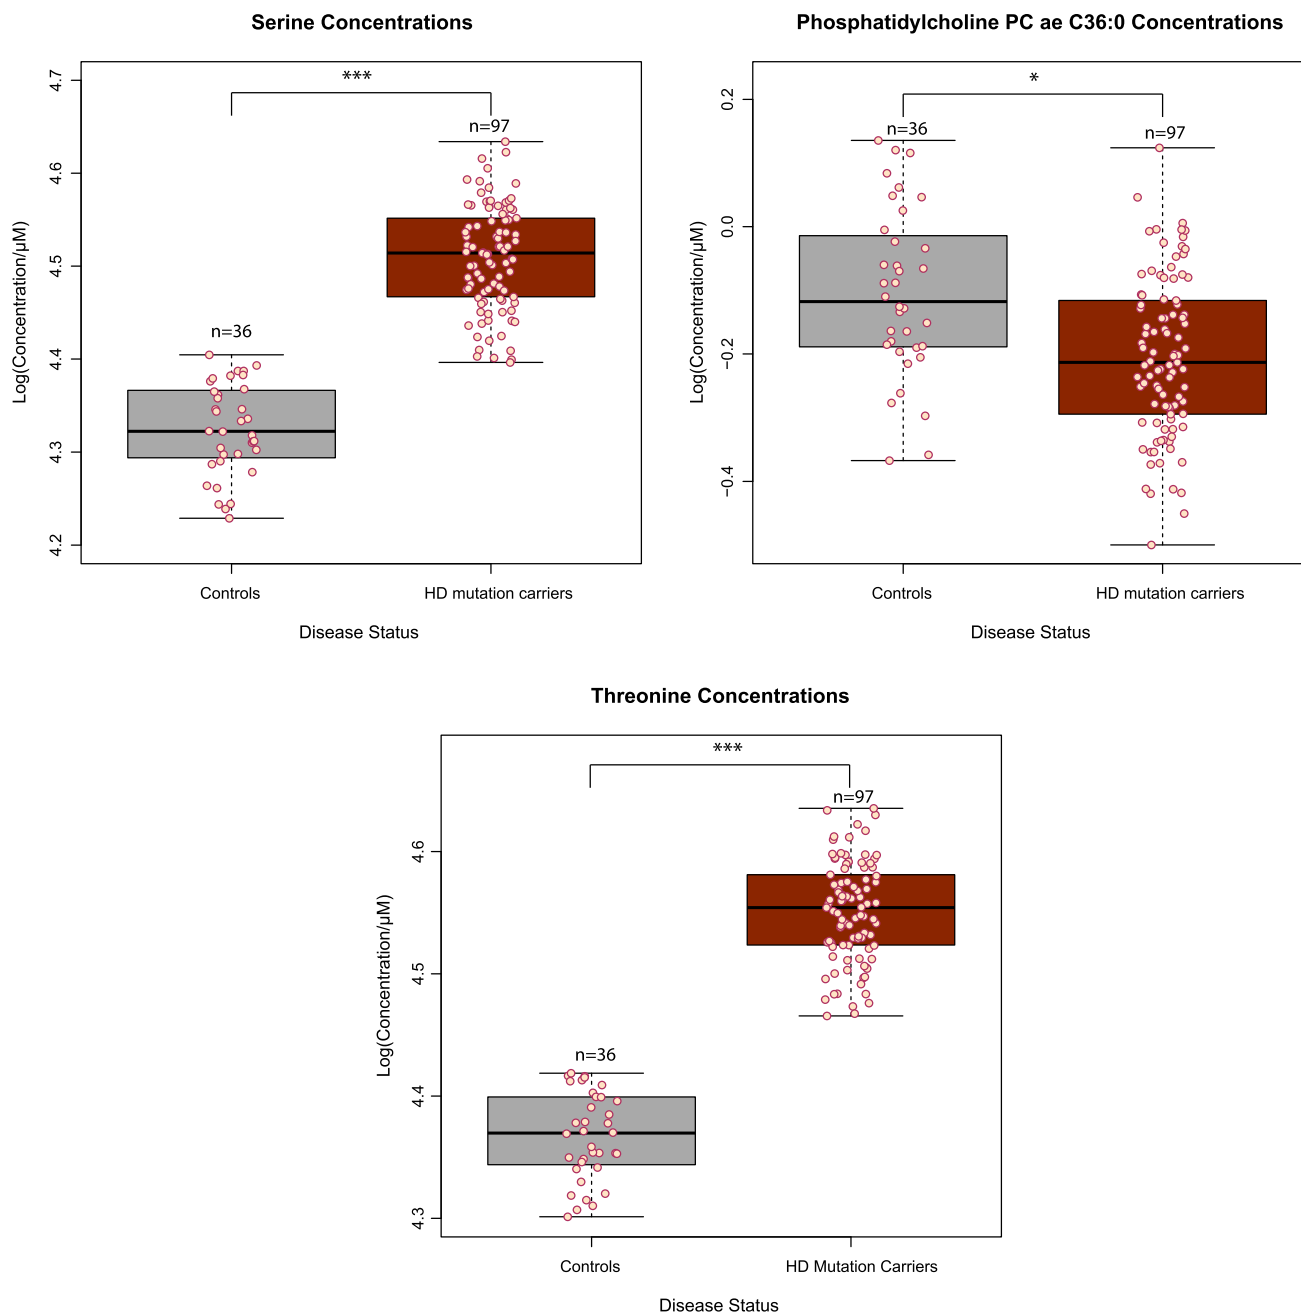 Serine Concentrations
Log(Concentration/µM)
4.7
4.6
4.5
4.4
4.3
4.2
***
n=97
n=36
Controls
HD mutation carriers
Disease Status
Phosphatidylcholine PC ae C36:0 Concentrations
Log(Concentration/µM)
0.2
0.0
−0.2
−0.4
*
n=36
n=97
Controls
HD mutation carriers
Disease Status
Threonine Concentrations
Log(Concentration/µM)
4.6
4.5
4.4
4.3
***
n=97
n=36
Controls
HD Mutation Carriers
Disease Status